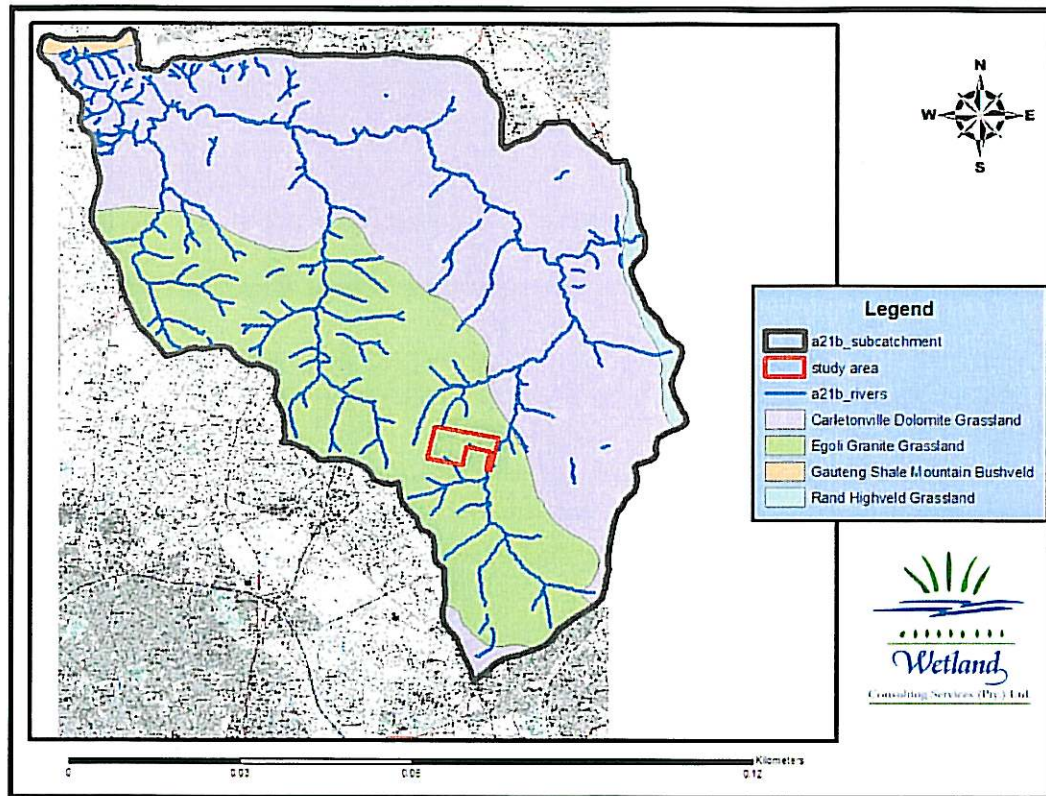 N
W E
S
Legend
a21b_subcatchment
study area
a21b_rivers
Carletonville Dolomite Grassland
Egoli Granite Grassland
Gauteng Shale Mountain Bushveld
Rand Highveld Grassland
Wetland
Consulting Services (Pty.) Ltd.
Kilometers
0 0.03 0.06 0.12